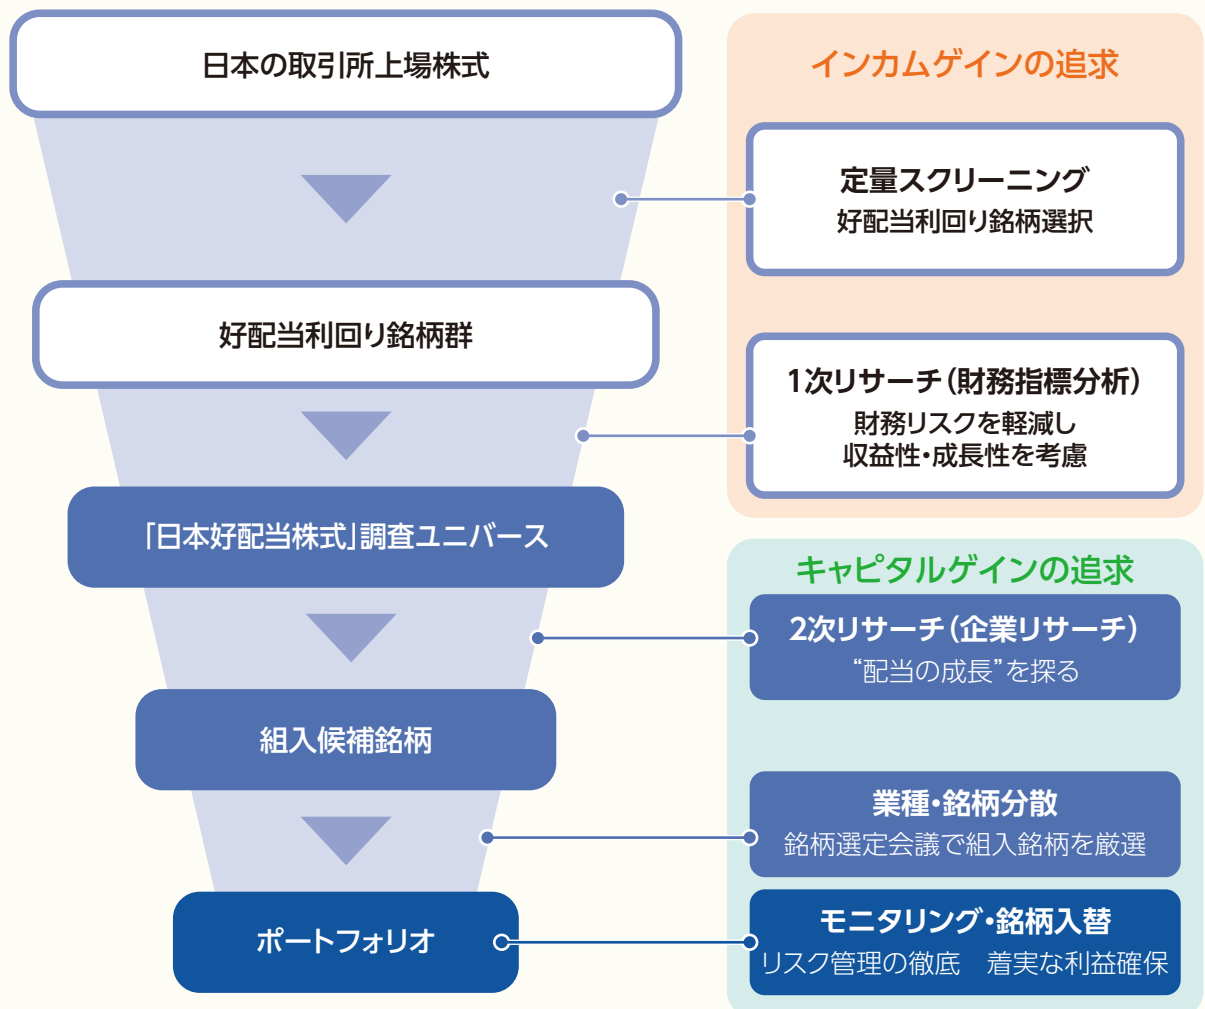 日本の取引所上場株式
好配当利回り銘柄群
「日本好配当株式」調査ユニバース
組入候補銘柄
ポートフォリオ
インカムゲインの追求
定量スクリーニング
好配当利回り銘柄選択
1次リサーチ（財務指標分析）
財務リスクを軽減し
収益性・成長性を考慮
キャピタルゲインの追求
2次リサーチ（企業リサーチ）
“配当の成長”を探る
業種・銘柄分散
銘柄選定会議で組入銘柄を厳選
モニタリング・銘柄入替
リスク管理の徹底　着実な利益確保